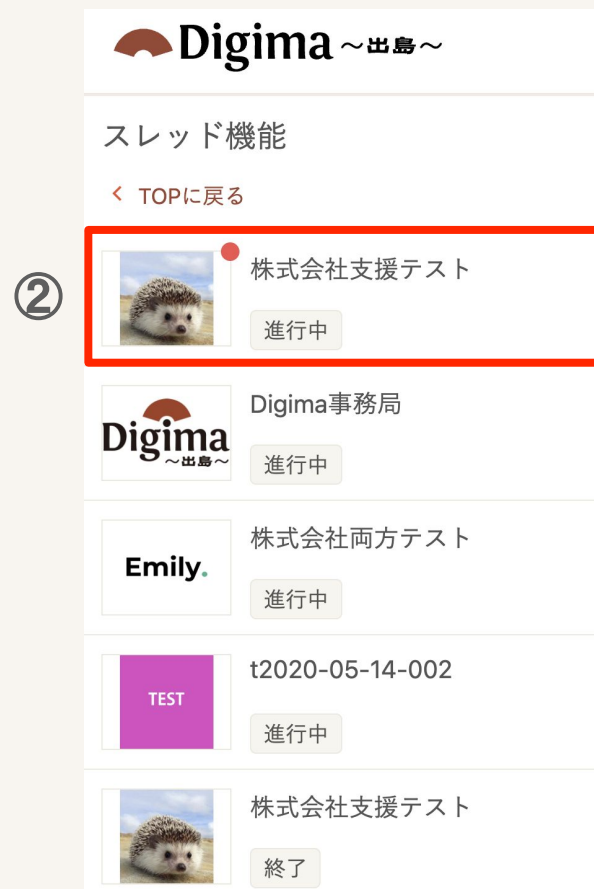 Digima ～出島～
スレッド機能
TOPに戻る
②
株式会社支援テスト
進行中
Digima
～出島～
Digima事務局
進行中
Emily.
株式会社両方テスト
進行中
TEST
t2020-05-14-002
進行中
株式会社支援テスト
終了